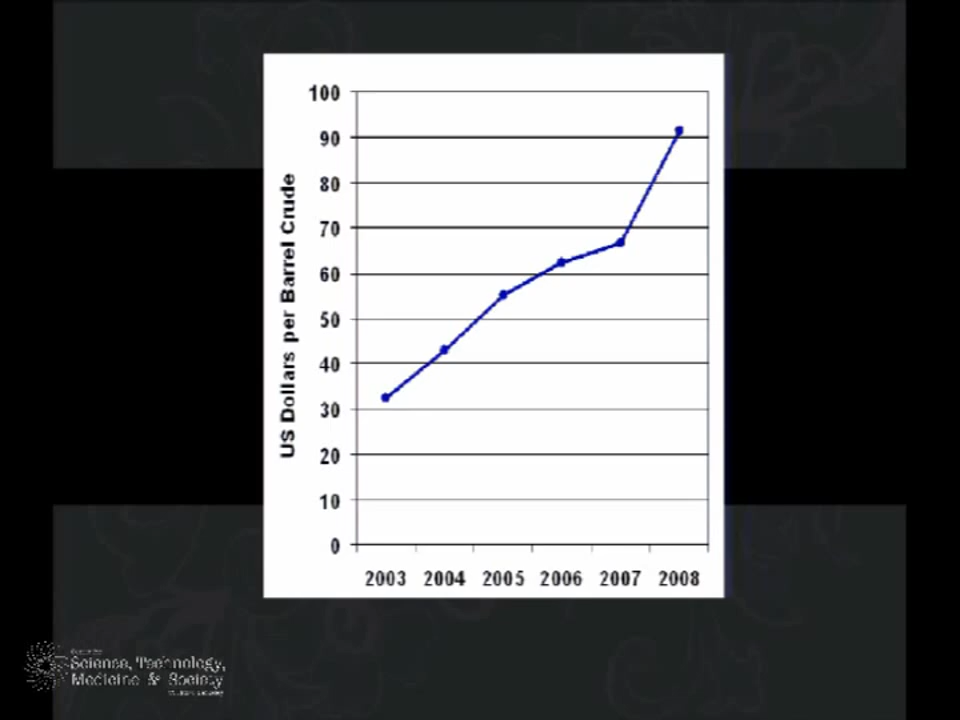 US Dollars per Barrel Crude
100
90
80
70
60
50
40
30
20
10
0
2003 2004 2005 2006 2007 2008
Science, Technology,
Medicine & Society